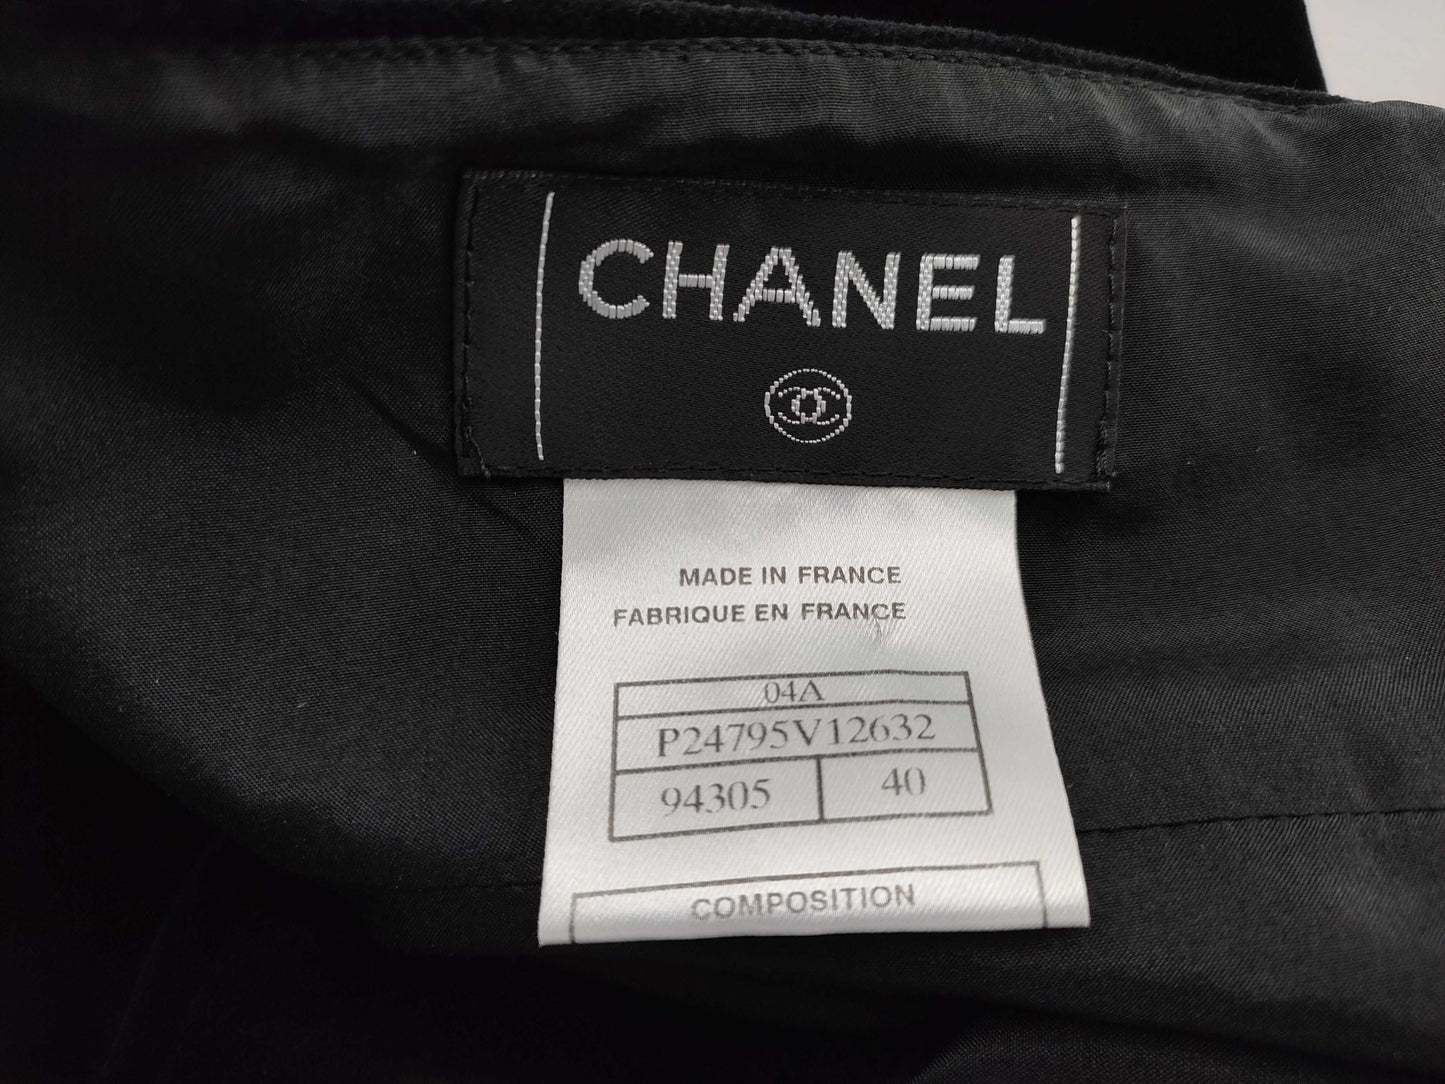 CHANEL
MADE IN FRANCE
FABRIQUE EN FRANCE
04A
P24795V12632
94305 40
COMPOSITION